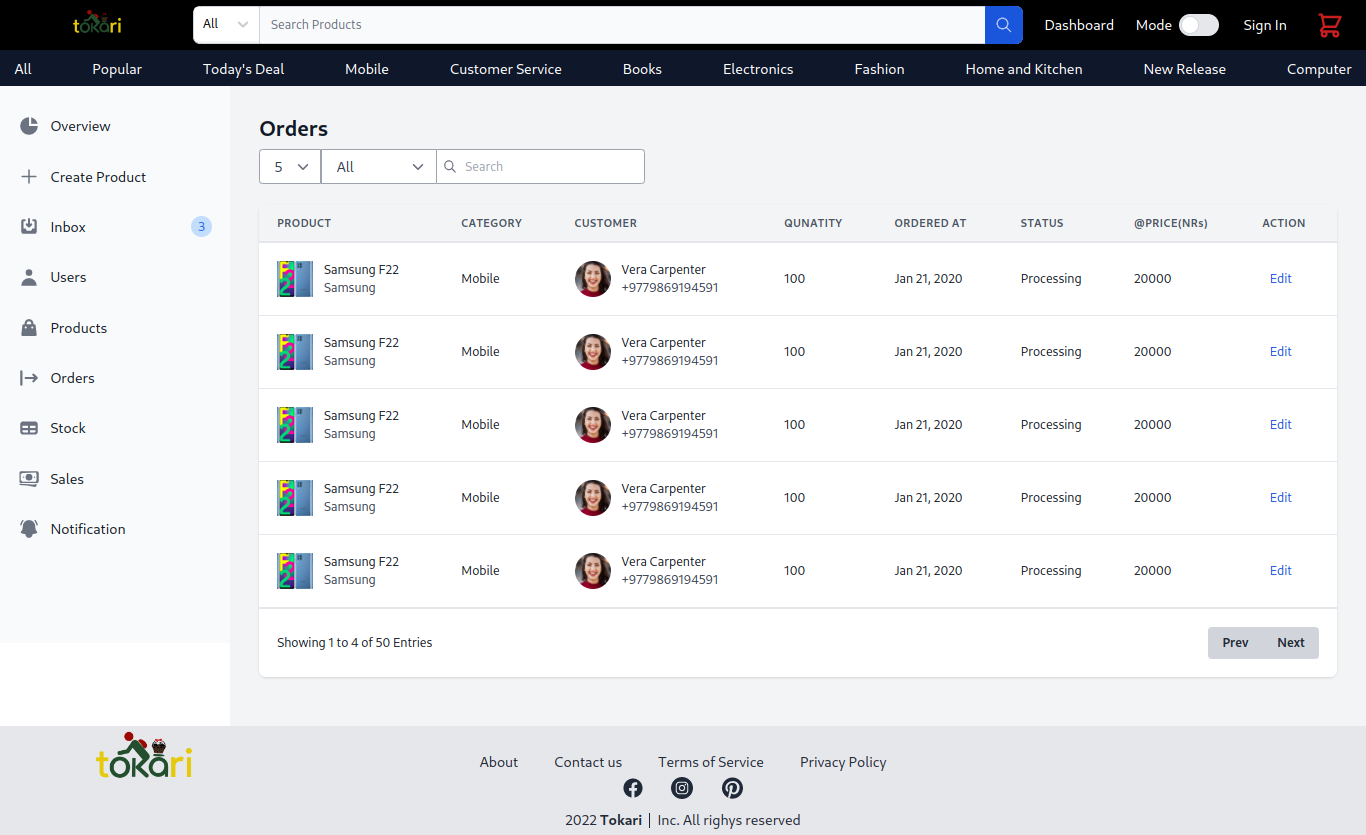 tokari All Search Products Dashboard Mode Sign In
All Popular Today's Deal Mobile Customer Service Books Electronics Fashion Home and Kitchen New Release Computer
Overview
Create Product
Inbox 3
Users
Products
Orders
Stock
Sales
Notification
Orders
5 All Search
PRODUCT CATEGORY CUSTOMER QUNATITY ORDERED AT STATUS @PRICE(NRs) ACTION
Samsung F22 Mobile Vera Carpenter 100 Jan 21, 2020 Processing 20000 Edit
Samsung +9779869194591
Samsung F22 Mobile Vera Carpenter 100 Jan 21, 2020 Processing 20000 Edit
Samsung +9779869194591
Samsung F22 Mobile Vera Carpenter 100 Jan 21, 2020 Processing 20000 Edit
Samsung +9779869194591
Samsung F22 Mobile Vera Carpenter 100 Jan 21, 2020 Processing 20000 Edit
Samsung +9779869194591
Samsung F22 Mobile Vera Carpenter 100 Jan 21, 2020 Processing 20000 Edit
Samsung +9779869194591
Showing 1 to 4 of 50 Entries Prev Next
tokari
About Contact us Terms of Service Privacy Policy
2022 Tokari | Inc. All righys reserved